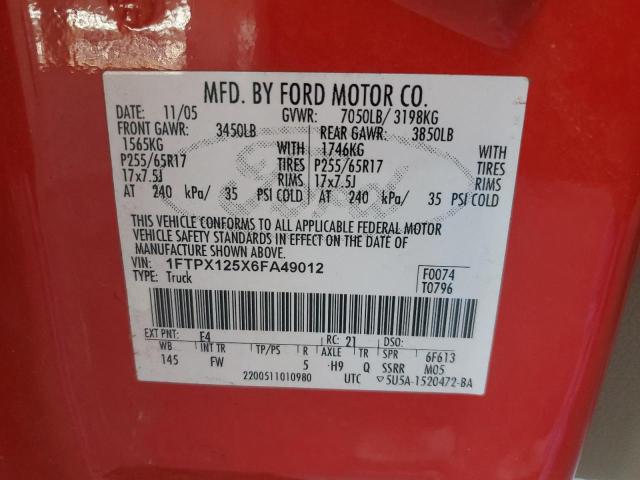 MFD. BY FORD MOTOR CO.
DATE: 11/05 GVWR: 7050LB/ 3198KG
FRONT GAWR: 3450LB REAR GAWR: 3850LB
1565KG WITH 1746KG WITH
P255/65R17 TIRES P255/65R17 TIRES
17x7.5J RIMS 17x7.5J RIMS
AT 240 kPa/ 35 PSI COLD AT 240 kPa/ 35 PSI COLD
THIS VEHICLE CONFORMS TO ALL APPLICABLE FEDERAL MOTOR
VEHICLE SAFETY STANDARDS IN EFFECT ON THE DATE OF
MANUFACTURE SHOWN ABOVE.
VIN: 1FTPX125X6FA49012 F0074
TYPE: Truck T0796
EXT PNT: E4 RC: 21 DSO:
WB INT TR TP/PS R AXLE TR SPR 6F613
145 FW 5 H9 Q SSRR M05
2200511010980 UTC ▽5U5A-1520472-BA